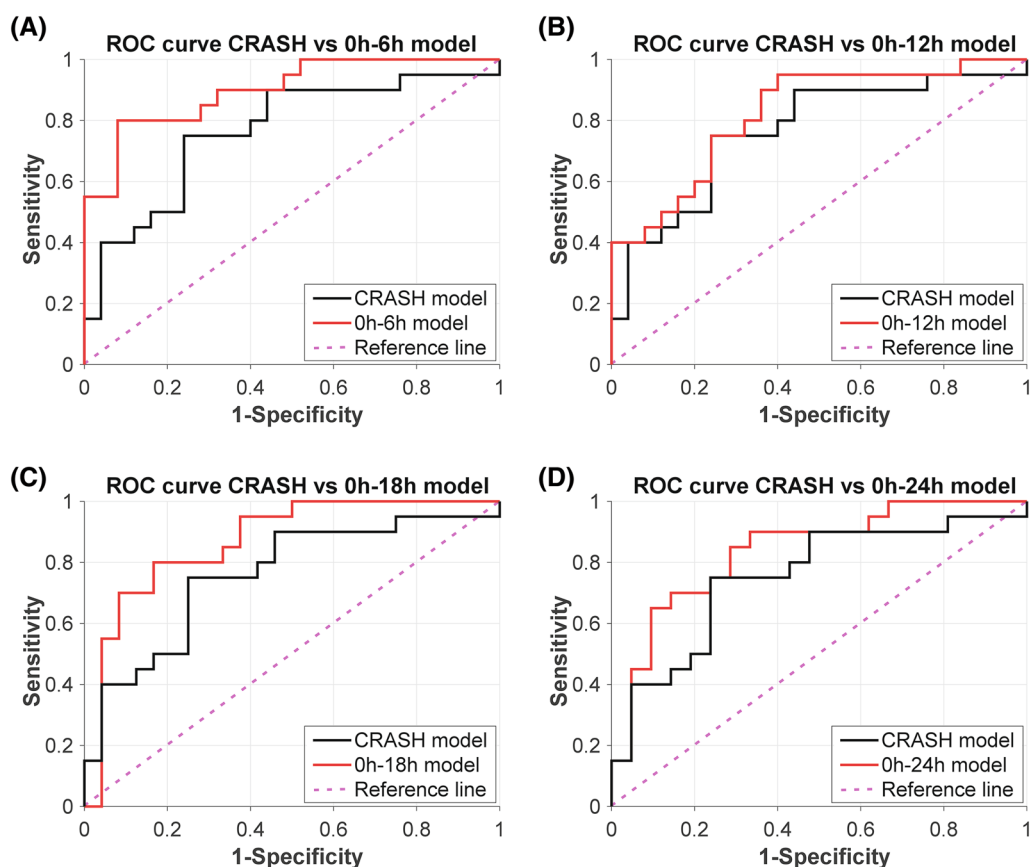 (A)
ROC curve CRASH vs 0h-6h model
1
0.8
0.6
0.4
0.2
0
Sensitivity
CRASH model
0h-6h model
Reference line
0 0.2 0.4 0.6 0.8 1
1-Specificity
(B)
ROC curve CRASH vs 0h-12h model
1
0.8
0.6
0.4
0.2
0
Sensitivity
CRASH model
0h-12h model
Reference line
0 0.2 0.4 0.6 0.8 1
1-Specificity
(C)
ROC curve CRASH vs 0h-18h model
1
0.8
0.6
0.4
0.2
0
Sensitivity
CRASH model
0h-18h model
Reference line
0 0.2 0.4 0.6 0.8 1
1-Specificity
(D)
ROC curve CRASH vs 0h-24h model
1
0.8
0.6
0.4
0.2
0
Sensitivity
CRASH model
0h-24h model
Reference line
0 0.2 0.4 0.6 0.8 1
1-Specificity